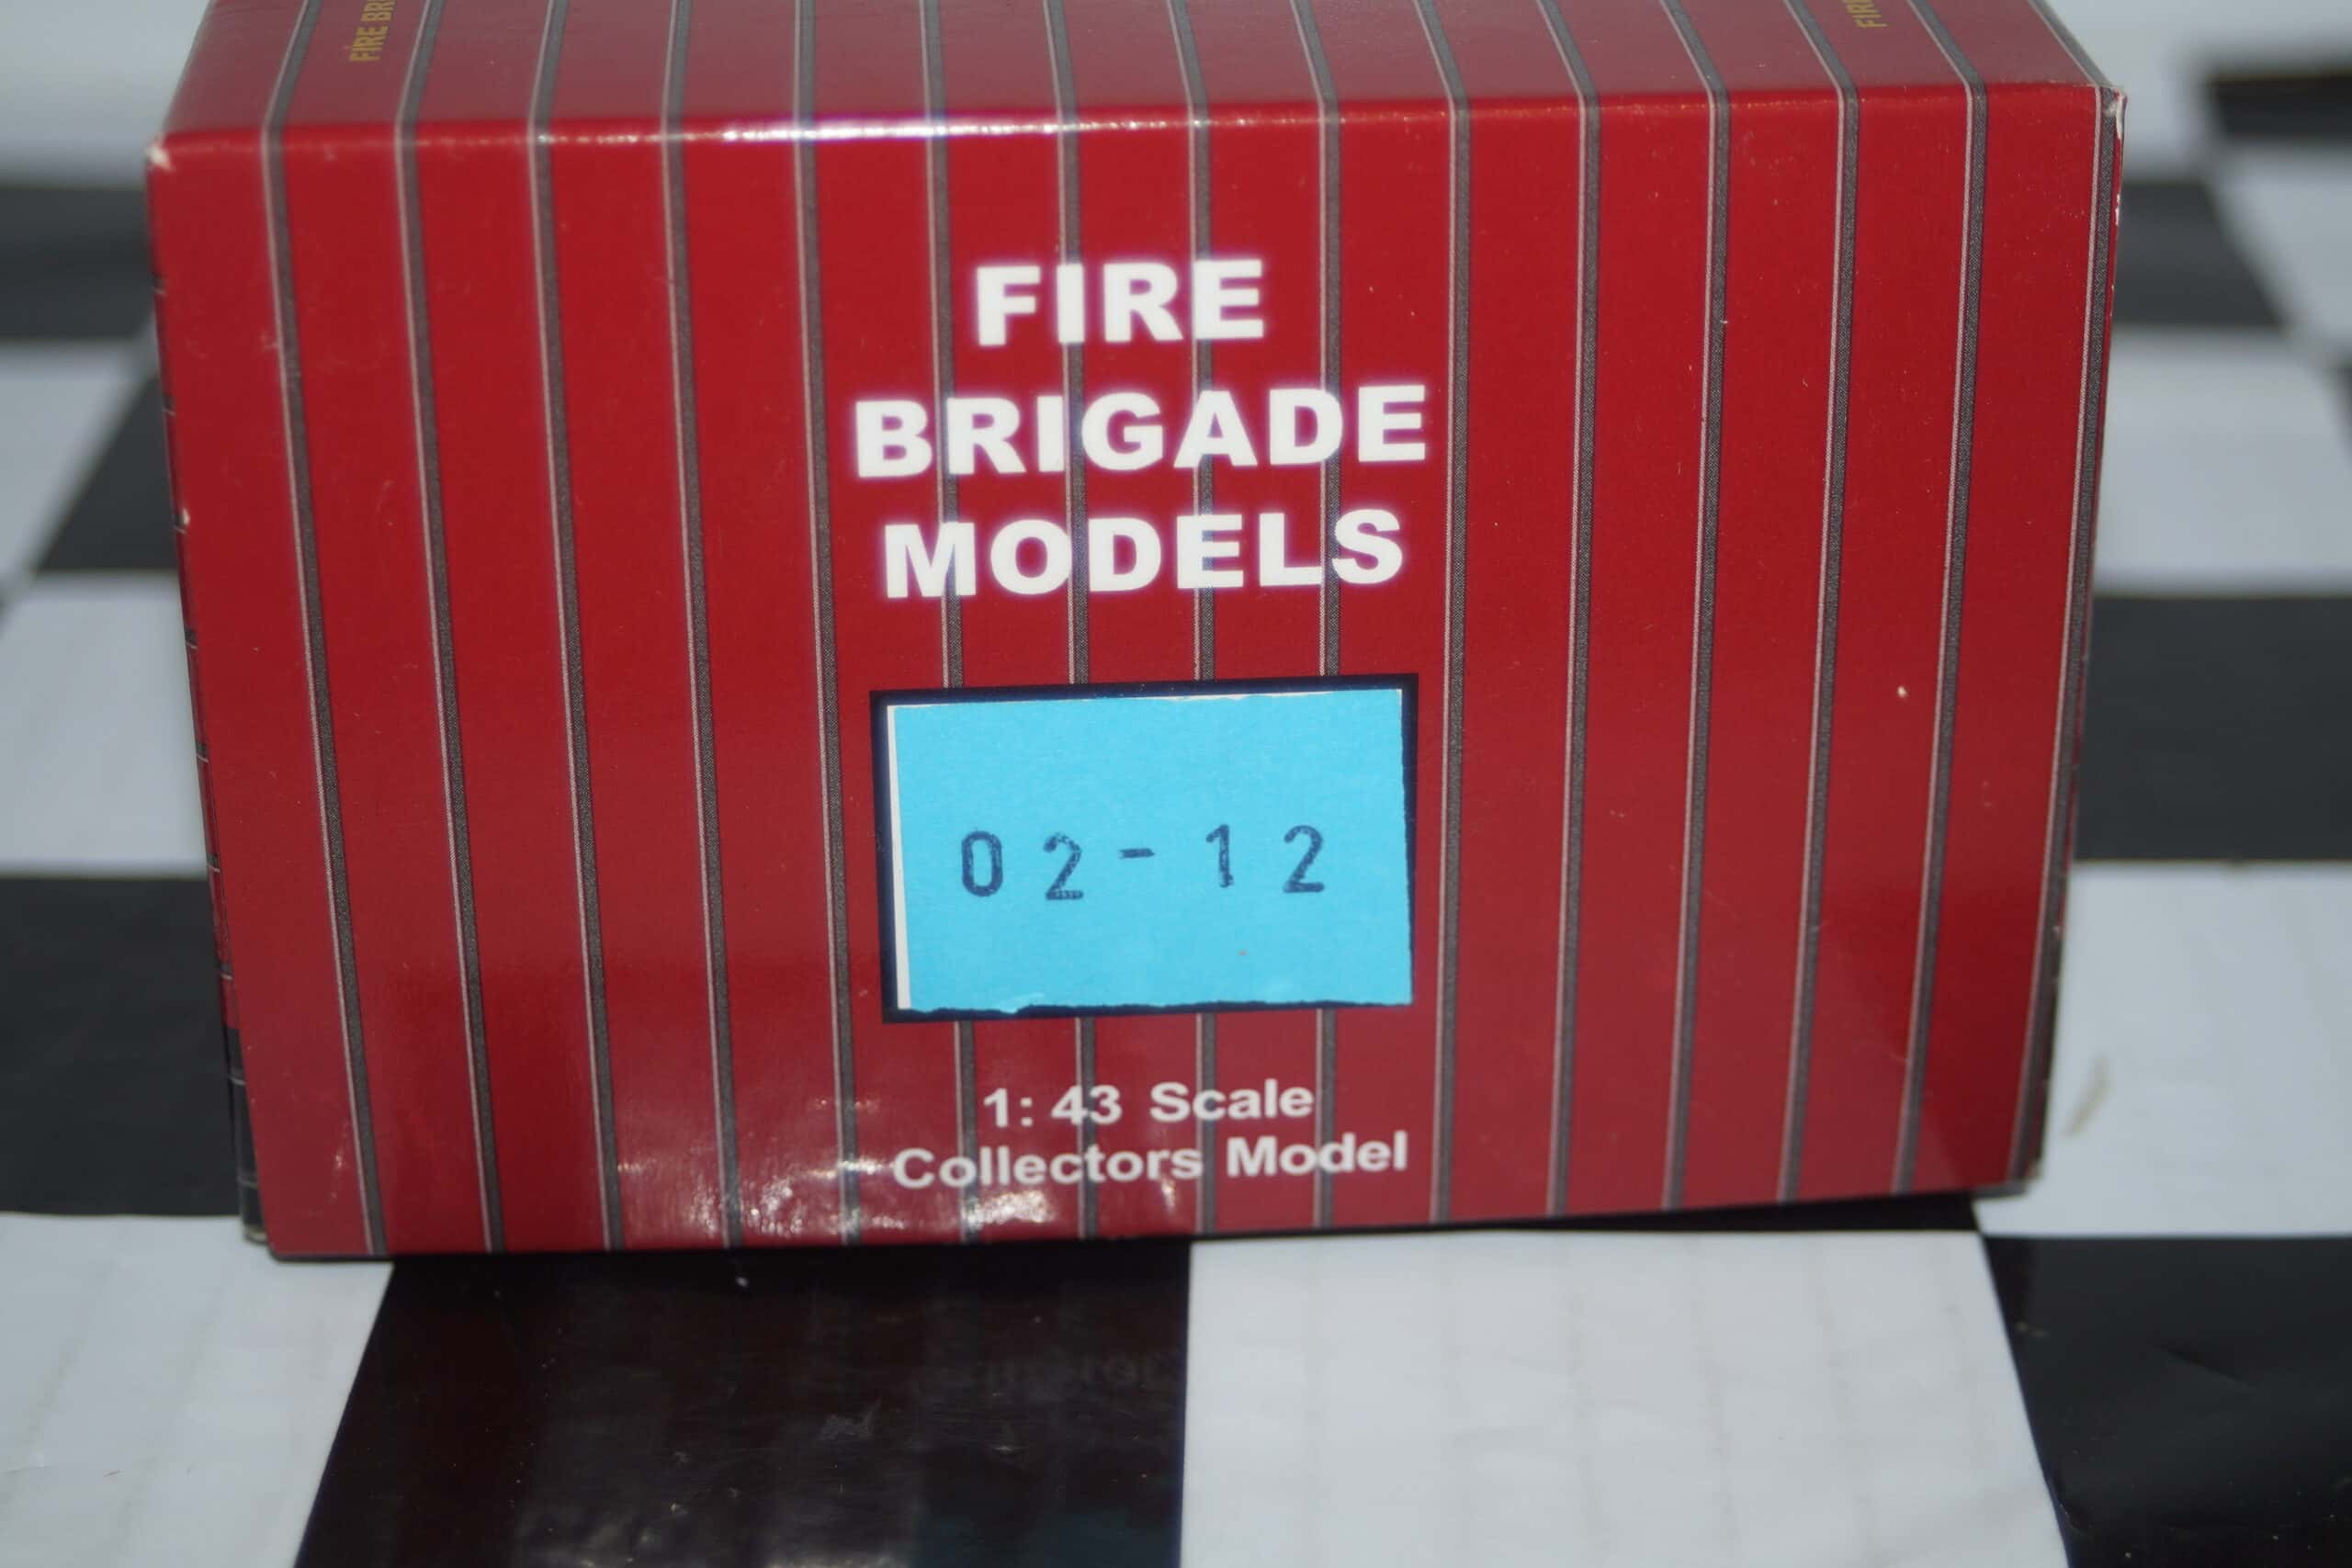 FIRE
BRIGADE
MODELS
02-12
1:43 Scale
Collectors Model